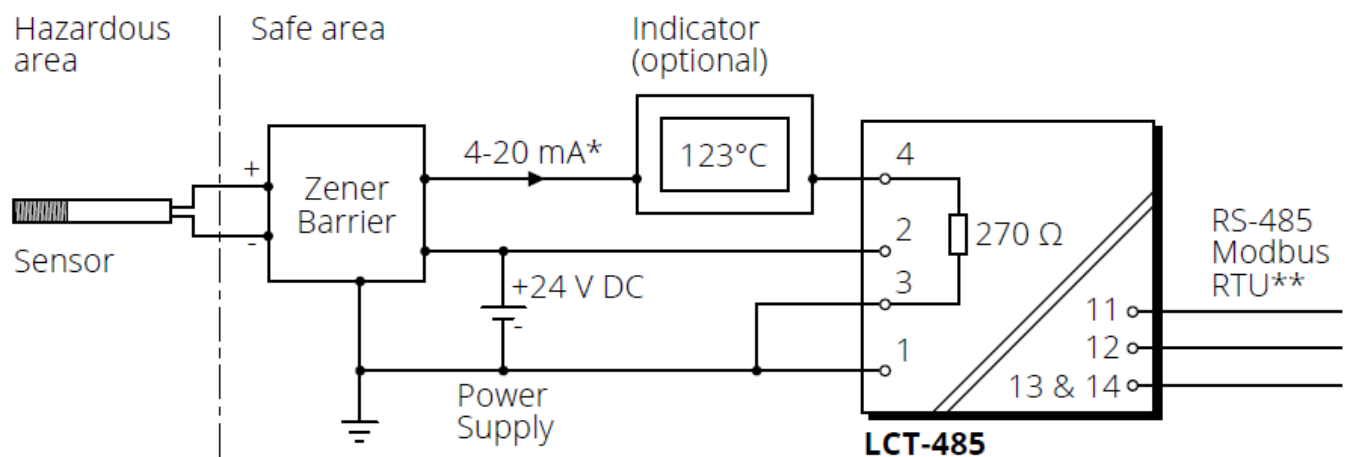 Hazardous
area
Safe area
Indicator
(optional)
+
-
Sensor
Zener
Barrier
4-20 mA*
123°C
+24 V DC
-
Power
Supply
4
2
3
1
270 Ω
11
12
13 & 14
LCT-485
RS-485
Modbus
RTU**